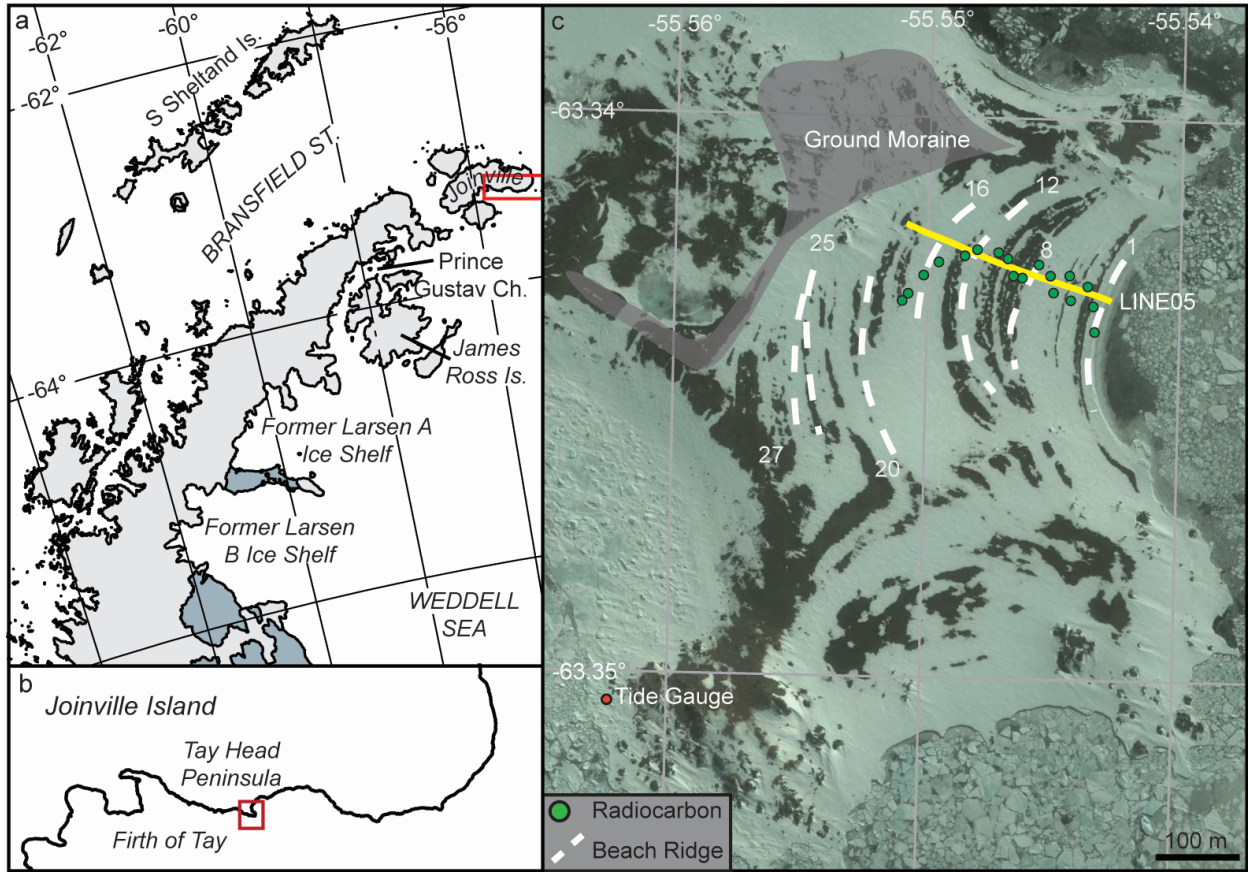 a
-62°
-60°
-56°
-62°
-64°
S Sheltand Is.
BRANSFIELD ST.
Joinville
Prince
Gustav Ch.
James
Ross Is.
Former Larsen A
Ice Shelf
Former Larsen
B Ice Shelf
WEDDELL
SEA
b
Joinville Island
Tay Head
Peninsula
Firth of Tay
c
-55.56°
-55.55°
-55.54°
-63.34°
Ground Moraine
16
12
25
8
1
LINE05
27
20
-63.35°
Tide Gauge
Radiocarbon
Beach Ridge
100 m